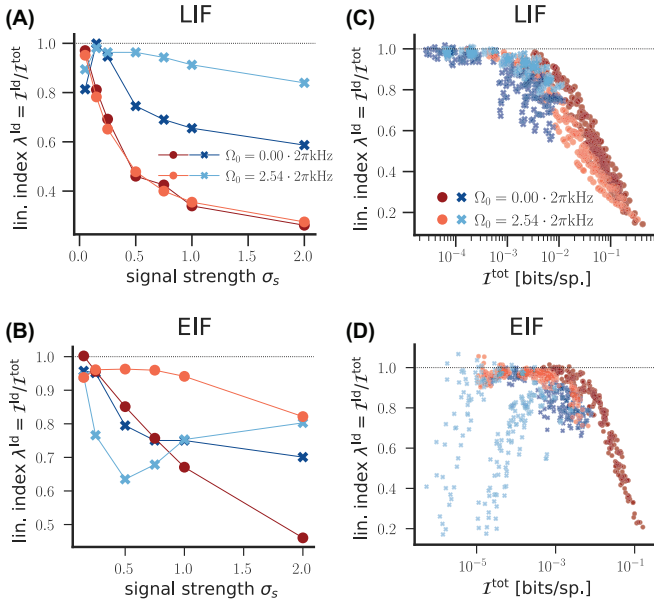 (A) LIF
lin. index λ^ld = I^ld/I^tot
1.0
0.8
0.6
0.4
Ω₀ = 0.00 · 2πkHz
Ω₀ = 2.54 · 2πkHz
0.0 0.5 1.0 1.5 2.0
signal strength σₛ
(C) LIF
lin. index λ^ld = I^ld/I^tot
1.0
0.8
0.6
0.4
0.2
0.0
Ω₀ = 0.00 · 2πkHz
Ω₀ = 2.54 · 2πkHz
10⁻⁴ 10⁻³ 10⁻² 10⁻¹
I^tot [bits/sp.]
(B) EIF
lin. index λ^ld = I^ld/I^tot
1.0
0.9
0.8
0.7
0.6
0.5
0.5 1.0 1.5 2.0
signal strength σₛ
(D) EIF
lin. index λ^ld = I^ld/I^tot
1.0
0.8
0.6
0.4
0.2
10⁻⁵ 10⁻³ 10⁻¹
I^tot [bits/sp.]